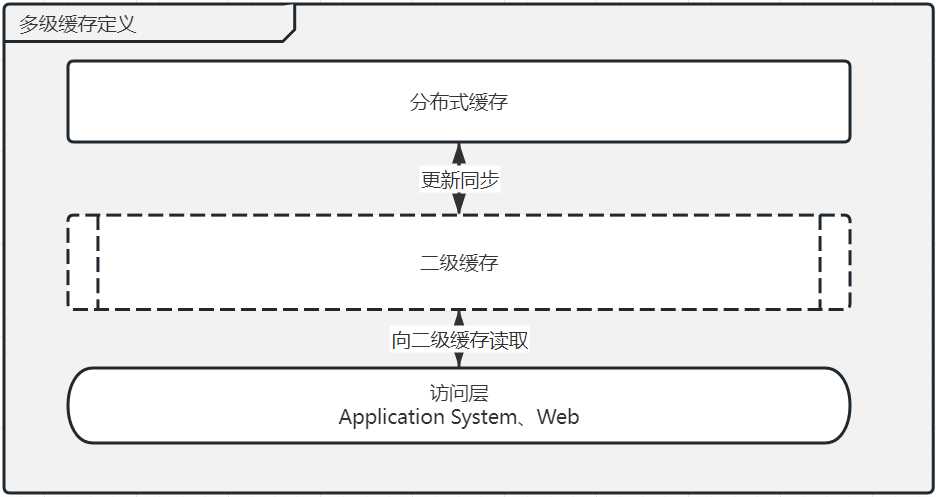 多级缓存定义
分布式缓存
更新同步
二级缓存
向二级缓存读取
访问层
Application System、Web